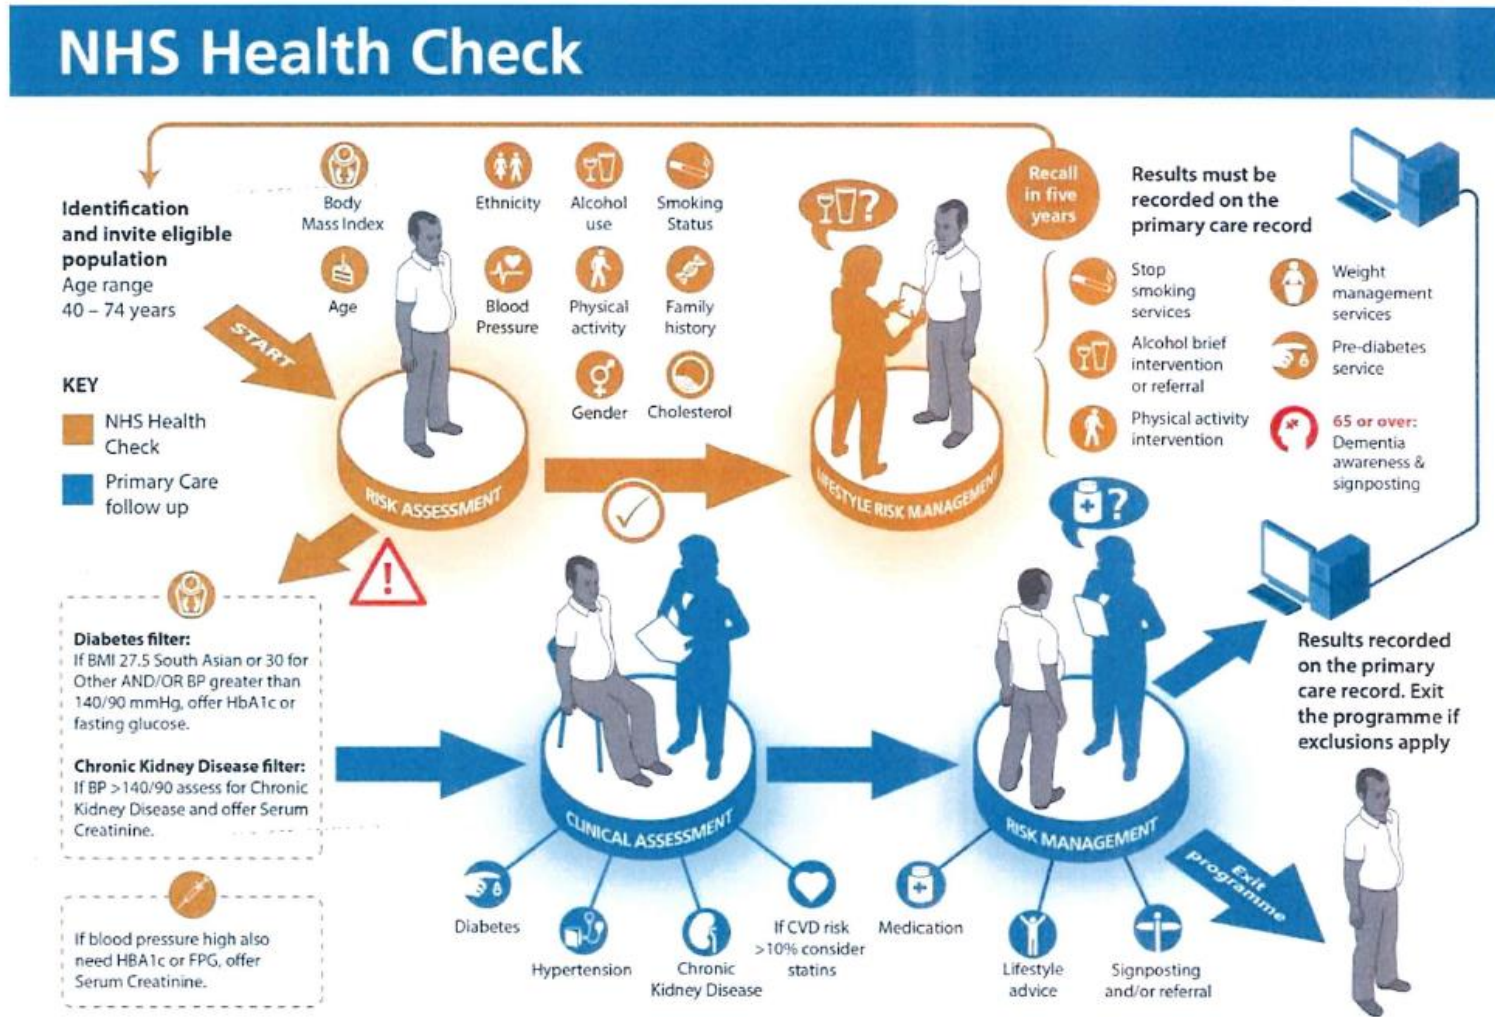 NHS Health Check
Identification
and invite eligible
population
Age range
40 – 74 years
START
KEY
NHS Health
Check
Primary Care
follow up
Body
Mass Index
Ethnicity
Alcohol
use
Smoking
Status
Age
Blood
Pressure
Physical
activity
Family
history
Gender
Cholesterol
RISK ASSESSMENT
?
LIFESTYLE RISK MANAGEMENT
Recall
in five
years
Results must be
recorded on the
primary care record
Stop
smoking
services
Alcohol brief
intervention
or referral
Physical activity
intervention
Weight
management
services
Pre-diabetes
service
65 or over:
Dementia
awareness &
signposting
!
Diabetes filter:
If BMI 27.5 South Asian or 30 for
Other AND/OR BP greater than
140/90 mmHg, offer HbA1c or
fasting glucose.
Chronic Kidney Disease filter:
If BP >140/90 assess for Chronic
Kidney Disease and offer Serum
Creatinine.
If blood pressure high also
need HBA1c or FPG, offer
Serum Creatinine.
CLINICAL ASSESSMENT
Diabetes
Hypertension
Chronic
Kidney Disease
If CVD risk
>10% consider
statins
?
RISK MANAGEMENT
Medication
Lifestyle
advice
Signposting
and/or referral
Results recorded
on the primary
care record. Exit
the programme if
exclusions apply
Exit
programme